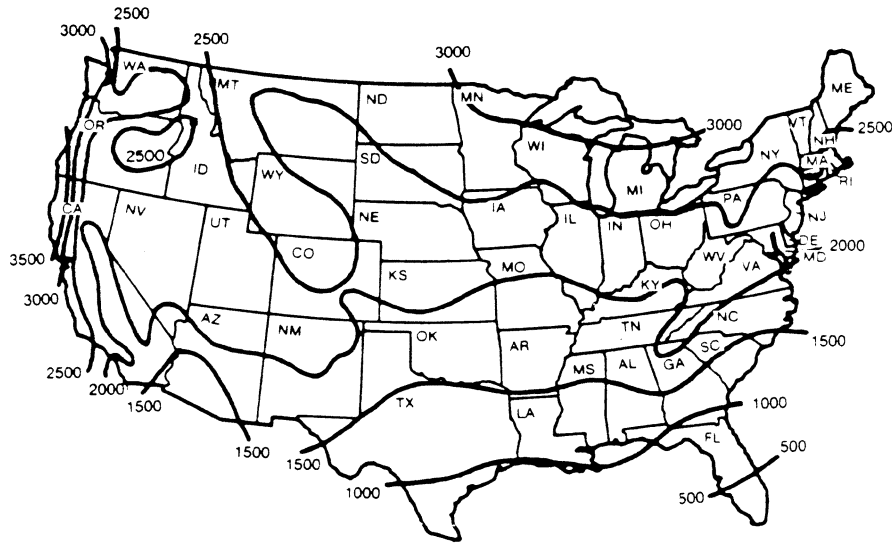 2500
3000
WA
2500
MT
3000
ND
MN
ME
OR
VT
NH
2500
3000
WI
NY
MA
RI
2500
SD
ID
WY
MI
PA
CA
NV
UT
NE
IA
IL
IN
OH
NJ
CO
DE
2000
MD
WV
VA
3500
KS
MO
KY
3000
AZ
NM
OK
TN
NC
AR
SC
1500
MS
AL
GA
2500
2000
1500
TX
LA
1000
1500
1500
FL
500
1000
500